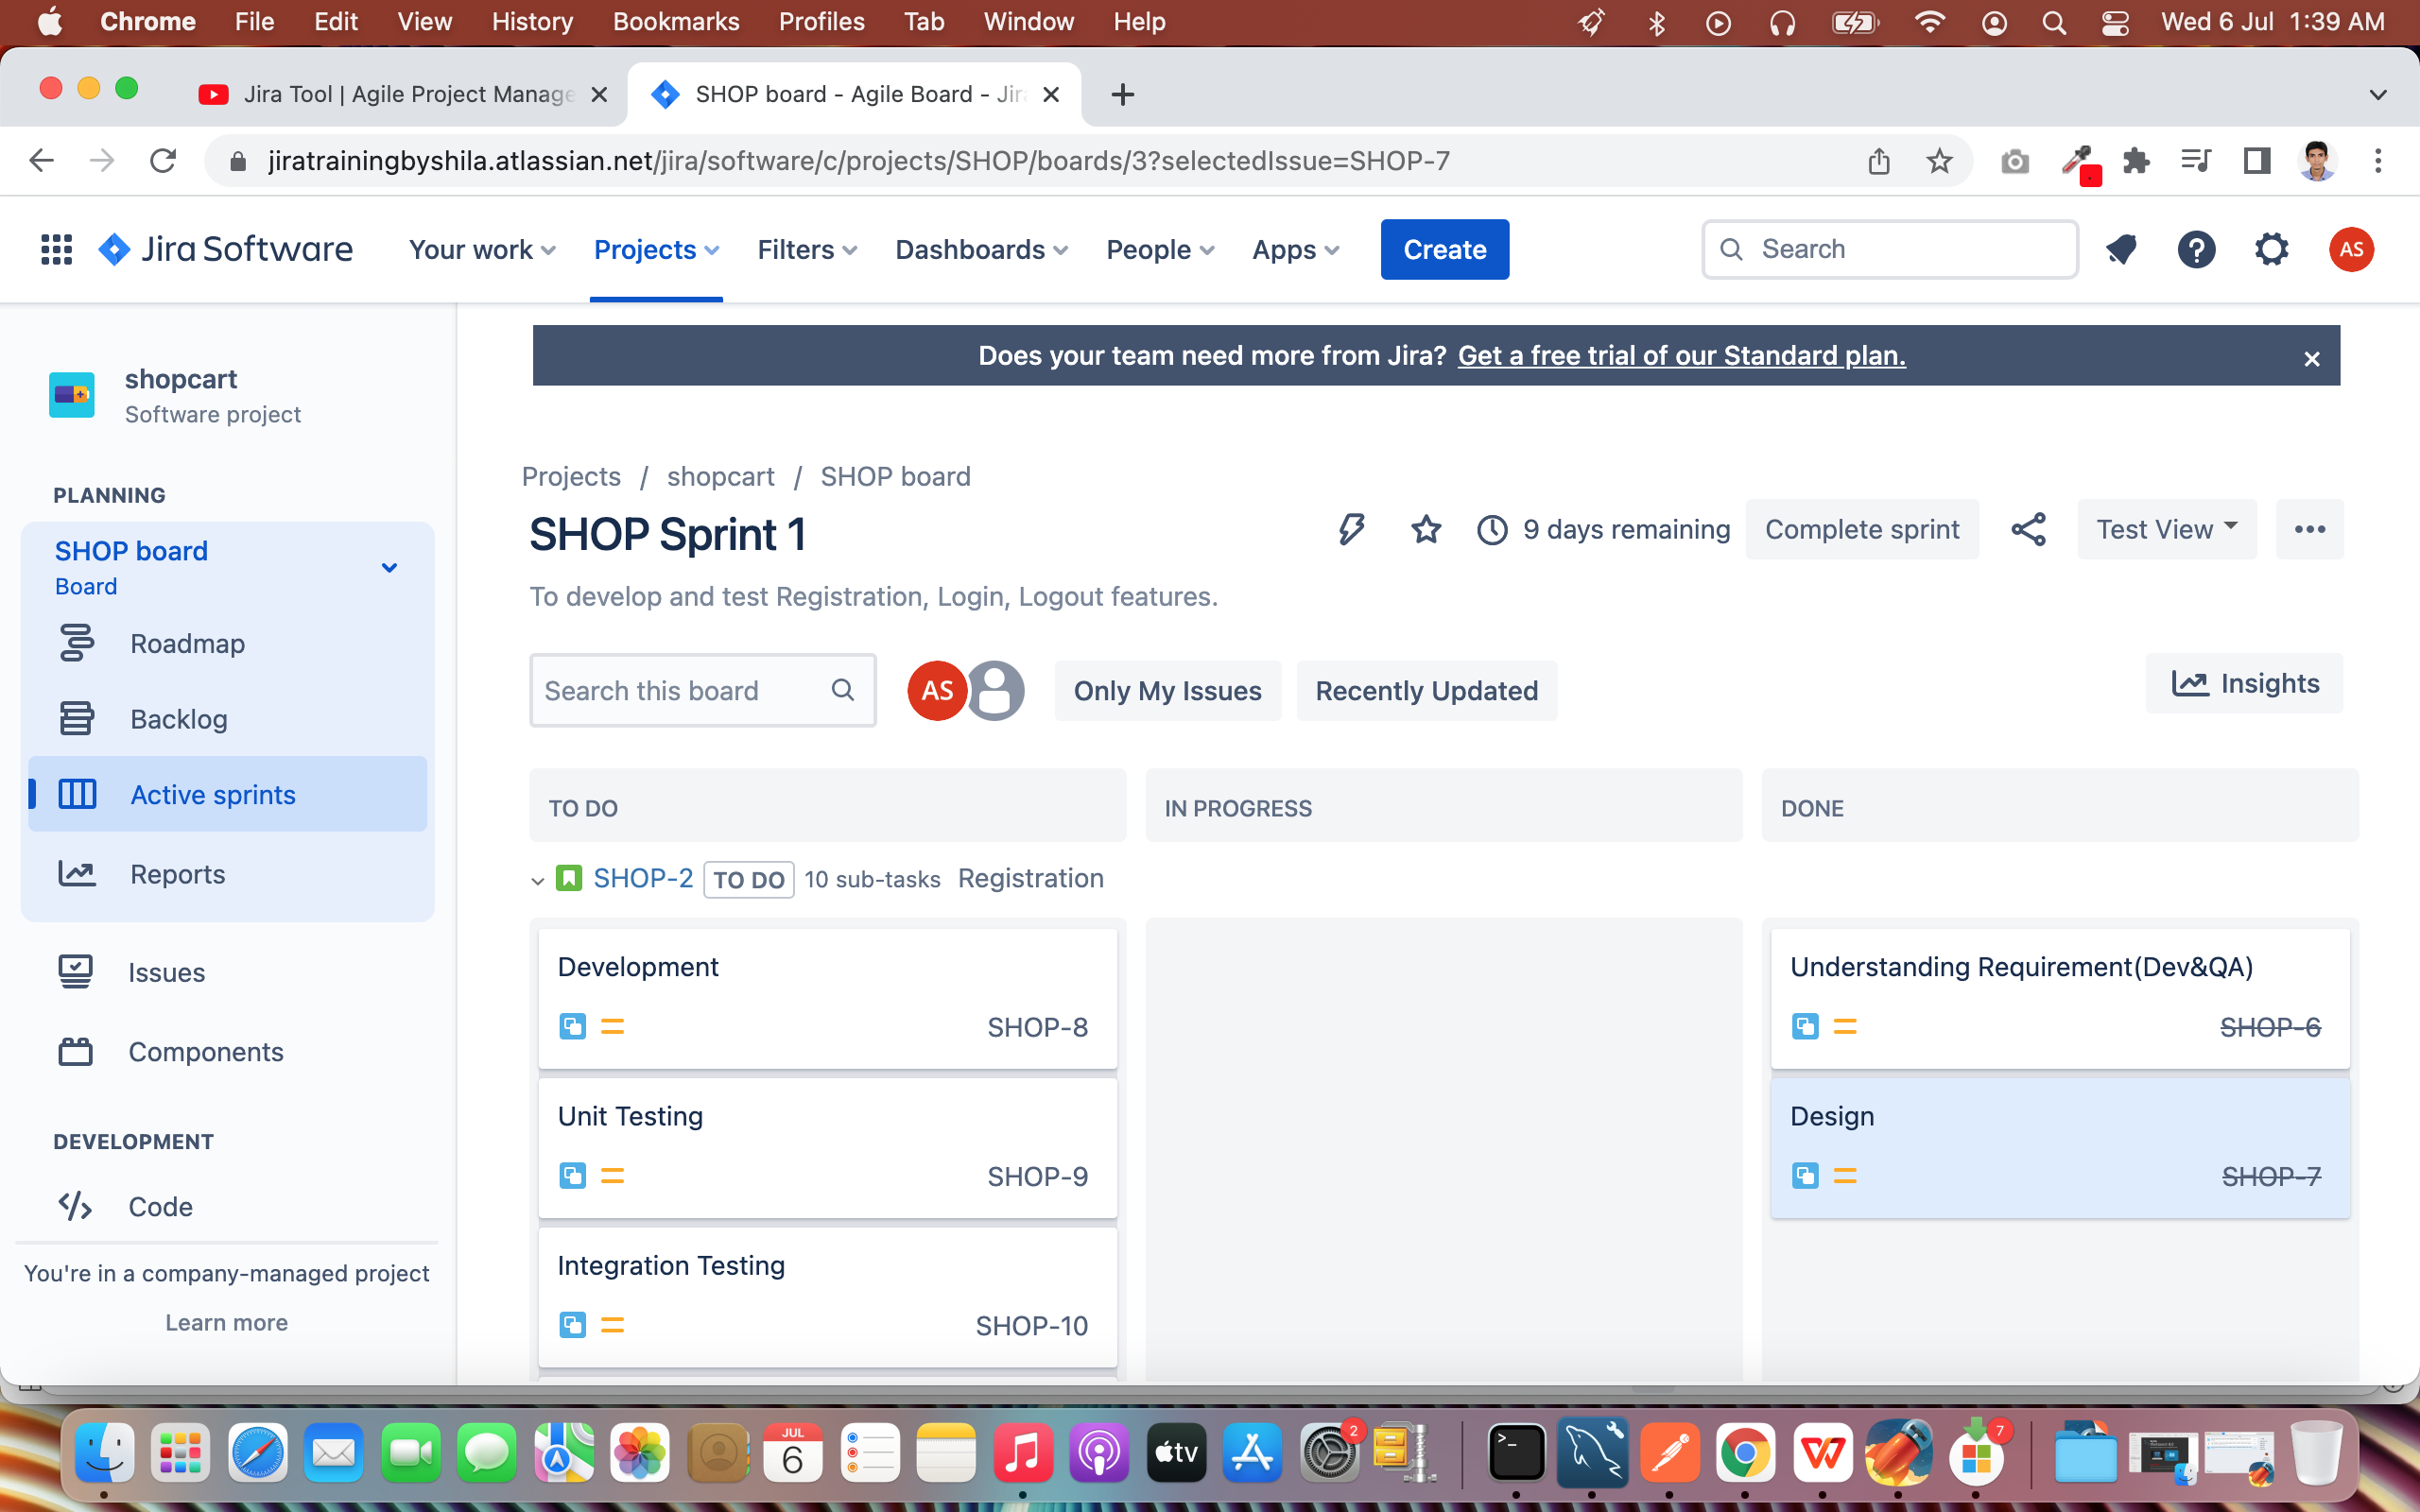 Chrome File Edit View History Bookmarks Profiles Tab Window Help Wed 6 Jul 1:39 AM
Jira Tool | Agile Project Manage SHOP board - Agile Board - Jir
jiratrainingbyshila.atlassian.net/jira/software/c/projects/SHOP/boards/3?selectedIssue=SHOP-7
Jira Software Your work Projects Filters Dashboards People Apps Create Search AS
Does your team need more from Jira? Get a free trial of our Standard plan.
shopcart
Software project
PLANNING
SHOP board
Board
Roadmap
Backlog
Active sprints
Reports
Issues
Components
DEVELOPMENT
Code
You're in a company-managed project
Learn more
Projects / shopcart / SHOP board
SHOP Sprint 1
9 days remaining Complete sprint Test View
To develop and test Registration, Login, Logout features.
Search this board AS Only My Issues Recently Updated Insights
TO DO IN PROGRESS DONE
SHOP-2 TO DO 10 sub-tasks Registration
Development
SHOP-8
Unit Testing
SHOP-9
Integration Testing
SHOP-10
Understanding Requirement(Dev&QA)
SHOP-6
Design
SHOP-7
JUL
6
tv
2
7